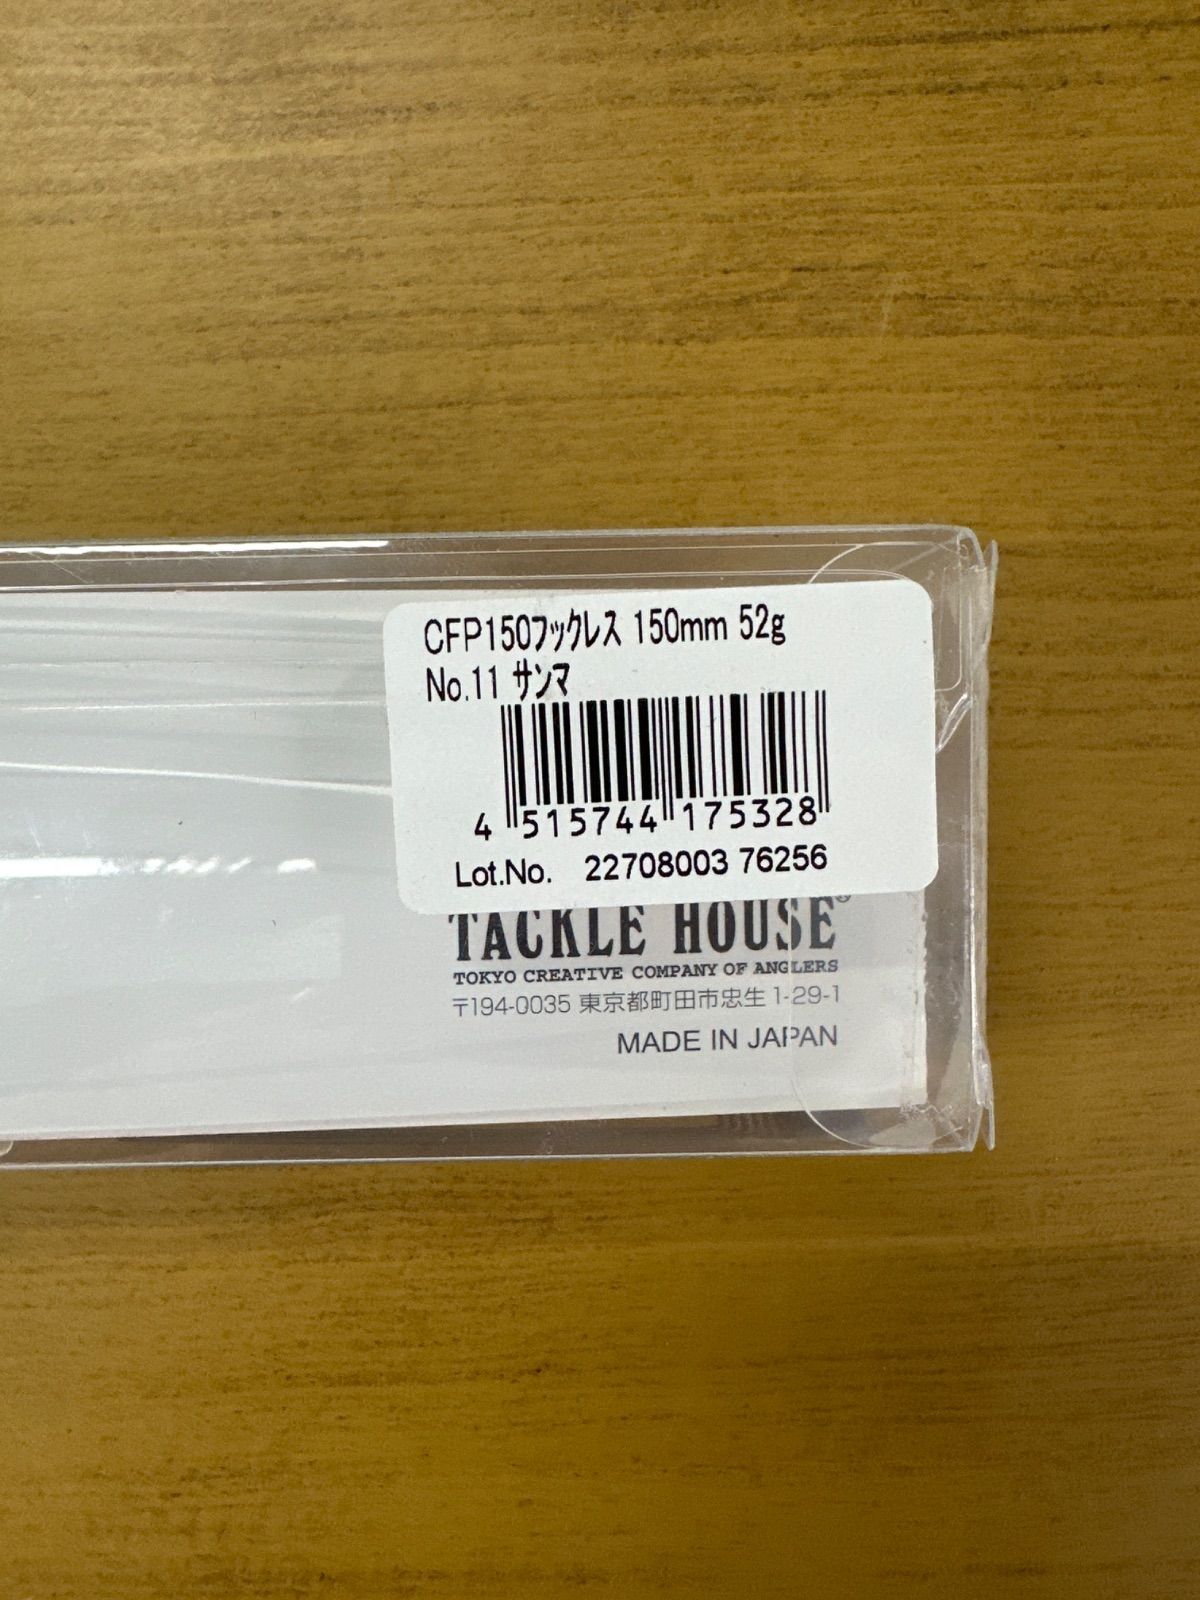 CFP150フックレス 150mm 52g
No.11 サンマ
4 515744 175328
Lot.No. 22708003 76256
TACKLE HOUSE®
TOKYO CREATIVE COMPANY OF ANGLERS
〒194-0035 東京都町田市忠生1-29-1
MADE IN JAPAN